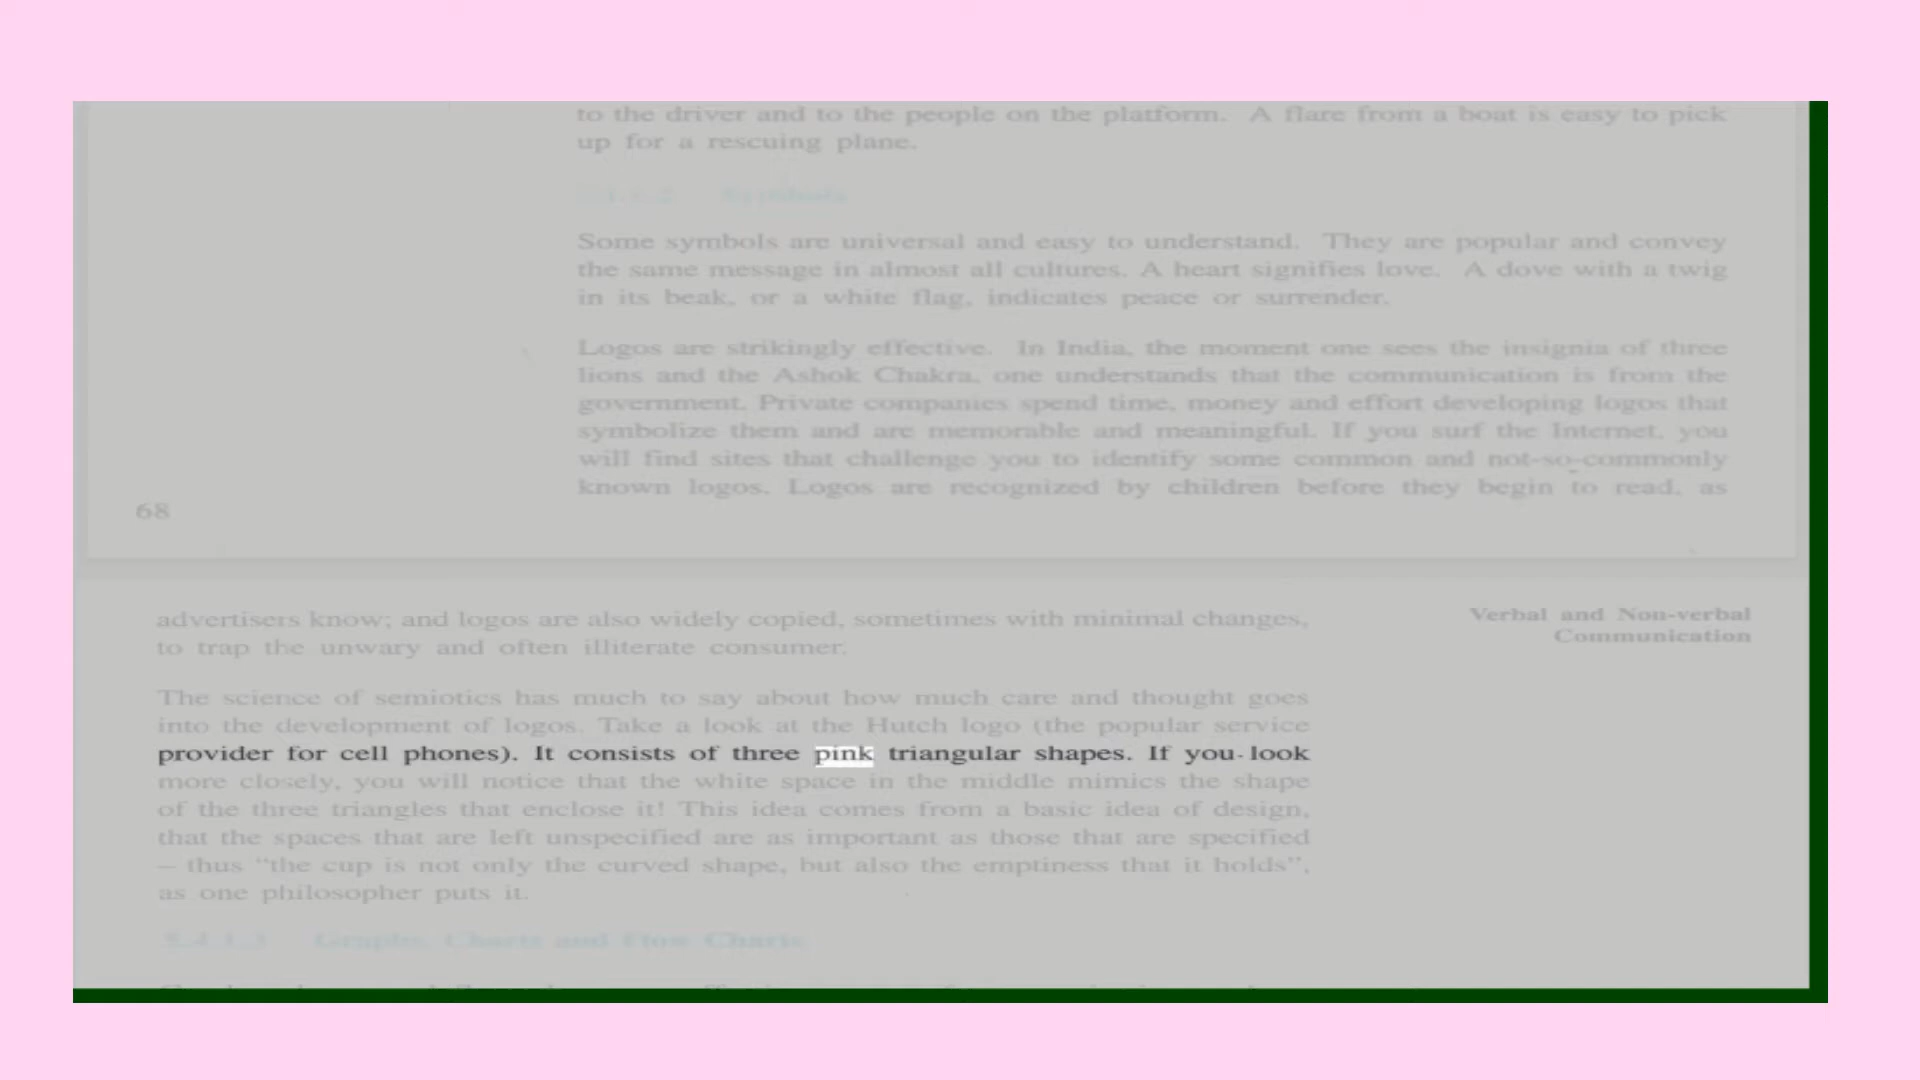 to the driver and to the people on the platform. A flare from a boat is easy to pick
up for a rescuing plane.
Symbols
Some symbols are universal and easy to understand. They are popular and convey
the same message in almost all cultures. A heart signifies love. A dove with a twig
in its beak, or a white flag, indicates peace or surrender.
Logos are strikingly effective. In India, the moment one sees the insignia of three
lions and the Ashok Chakra, one understands that the communication is from the
government. Private companies spend time, money and effort developing logos that
symbolize them and are memorable and meaningful. If you surf the Internet, you
will find sites that challenge you to identify some common and not-so-commonly
known logos. Logos are recognized by children before they begin to read, as
68
advertisers know; and logos are also widely copied, sometimes with minimal changes,
to trap the unwary and often illiterate consumer.
Verbal and Non-verbal
Communication
The science of semiotics has much to say about how much care and thought goes
into the development of logos. Take a look at the Hutch logo (the popular service
provider for cell phones). It consists of three pink triangular shapes. If you look
more closely, you will notice that the white space in the middle mimics the shape
of the three triangles that enclose it! This idea comes from a basic idea of design,
that the spaces that are left unspecified are as important as those that are specified
– thus “the cup is not only the curved shape, but also the emptiness that it holds”,
as one philosopher puts it.
5.4.1.3 Graphs, Charts and Flow Charts